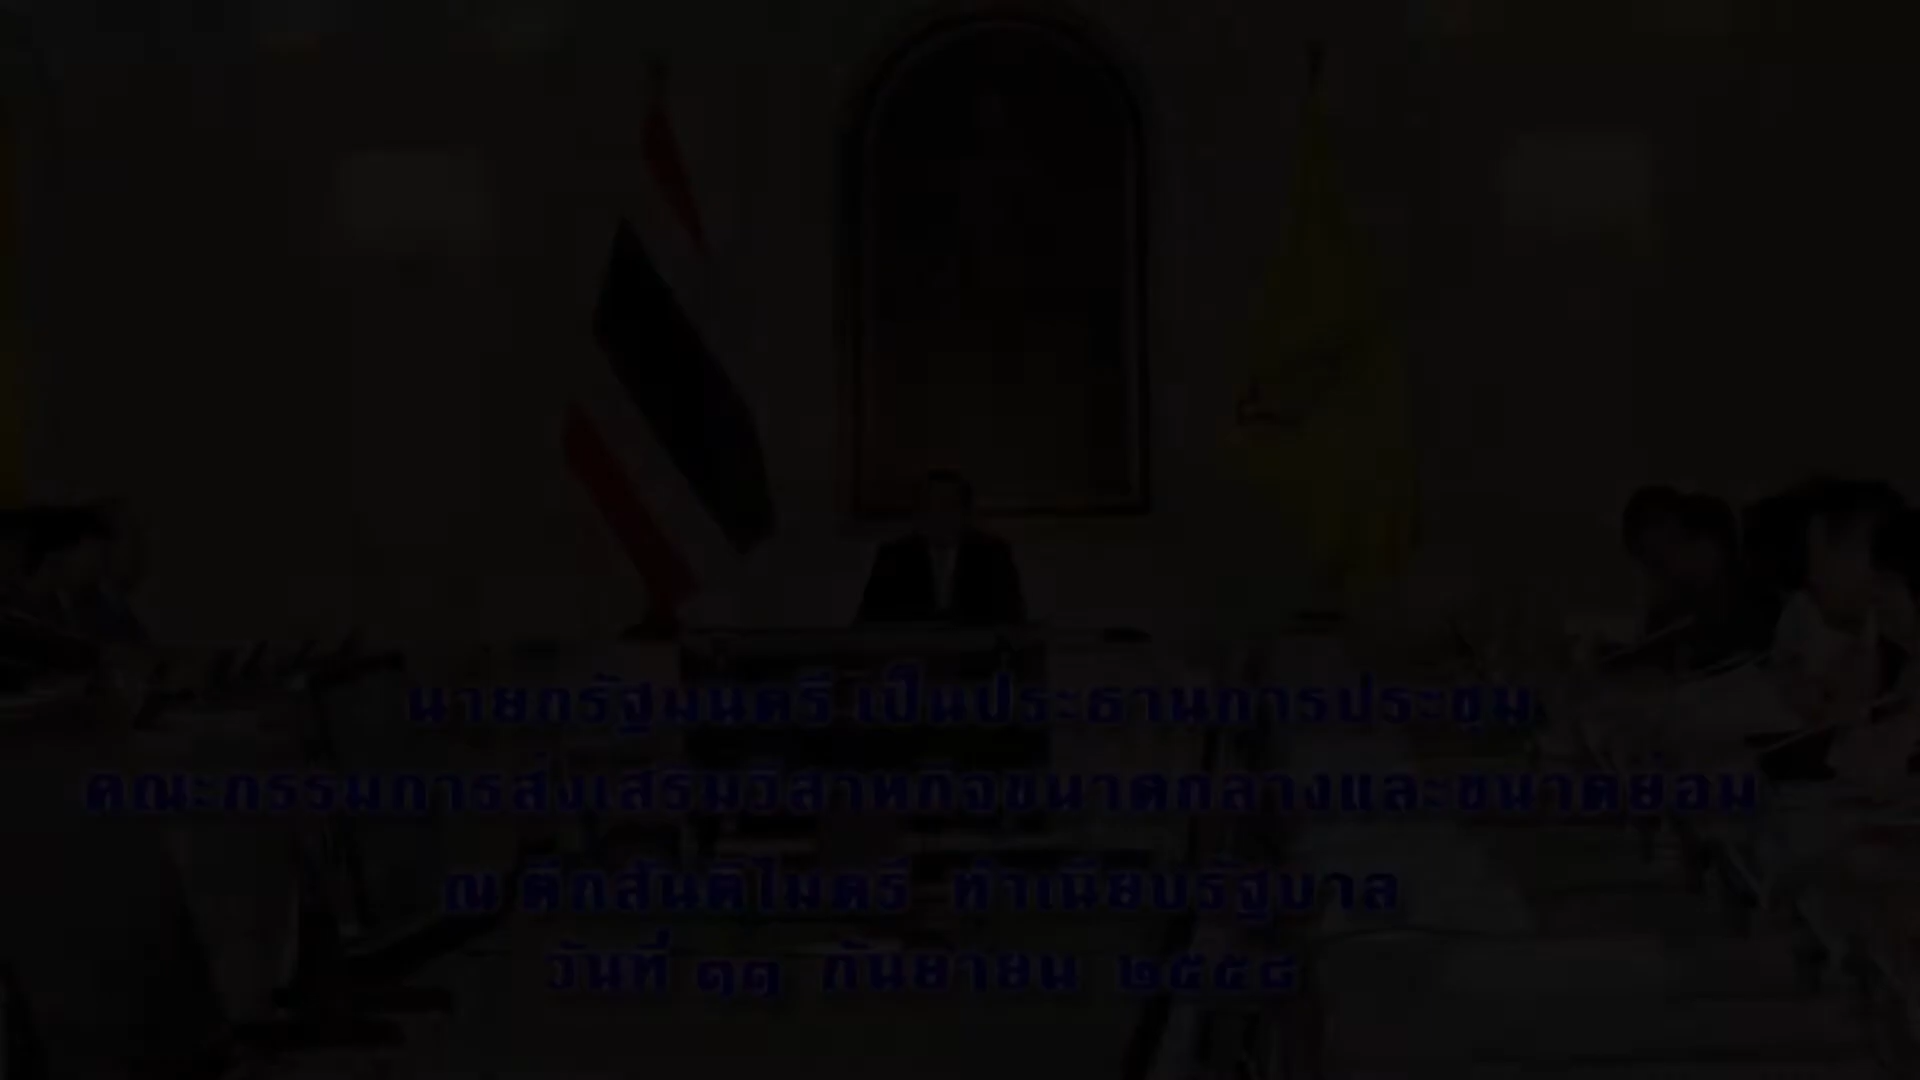 นายกรัฐมนตรี เป็นประธานการประชุม
คณะกรรมการส่งเสริมวิสาหกิจขนาดกลางและขนาดย่อม
ณ ตึกสันติไมตรี ทำเนียบรัฐบาล
วันที่ ๑๑ กันยายน ๒๕๕๘